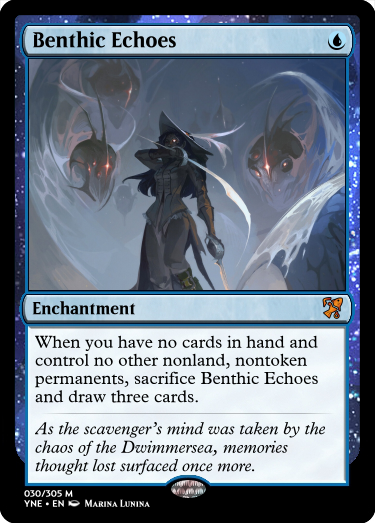 Benthic Echoes
Enchantment
When you have no cards in hand and
control no other nonland, nontoken
permanents, sacrifice Benthic Echoes
and draw three cards.
As the scavenger's mind was taken by the
chaos of the Dwimmersea, memories
thought lost surfaced once more.
030/305 M
YNE • EN Marina Lunina